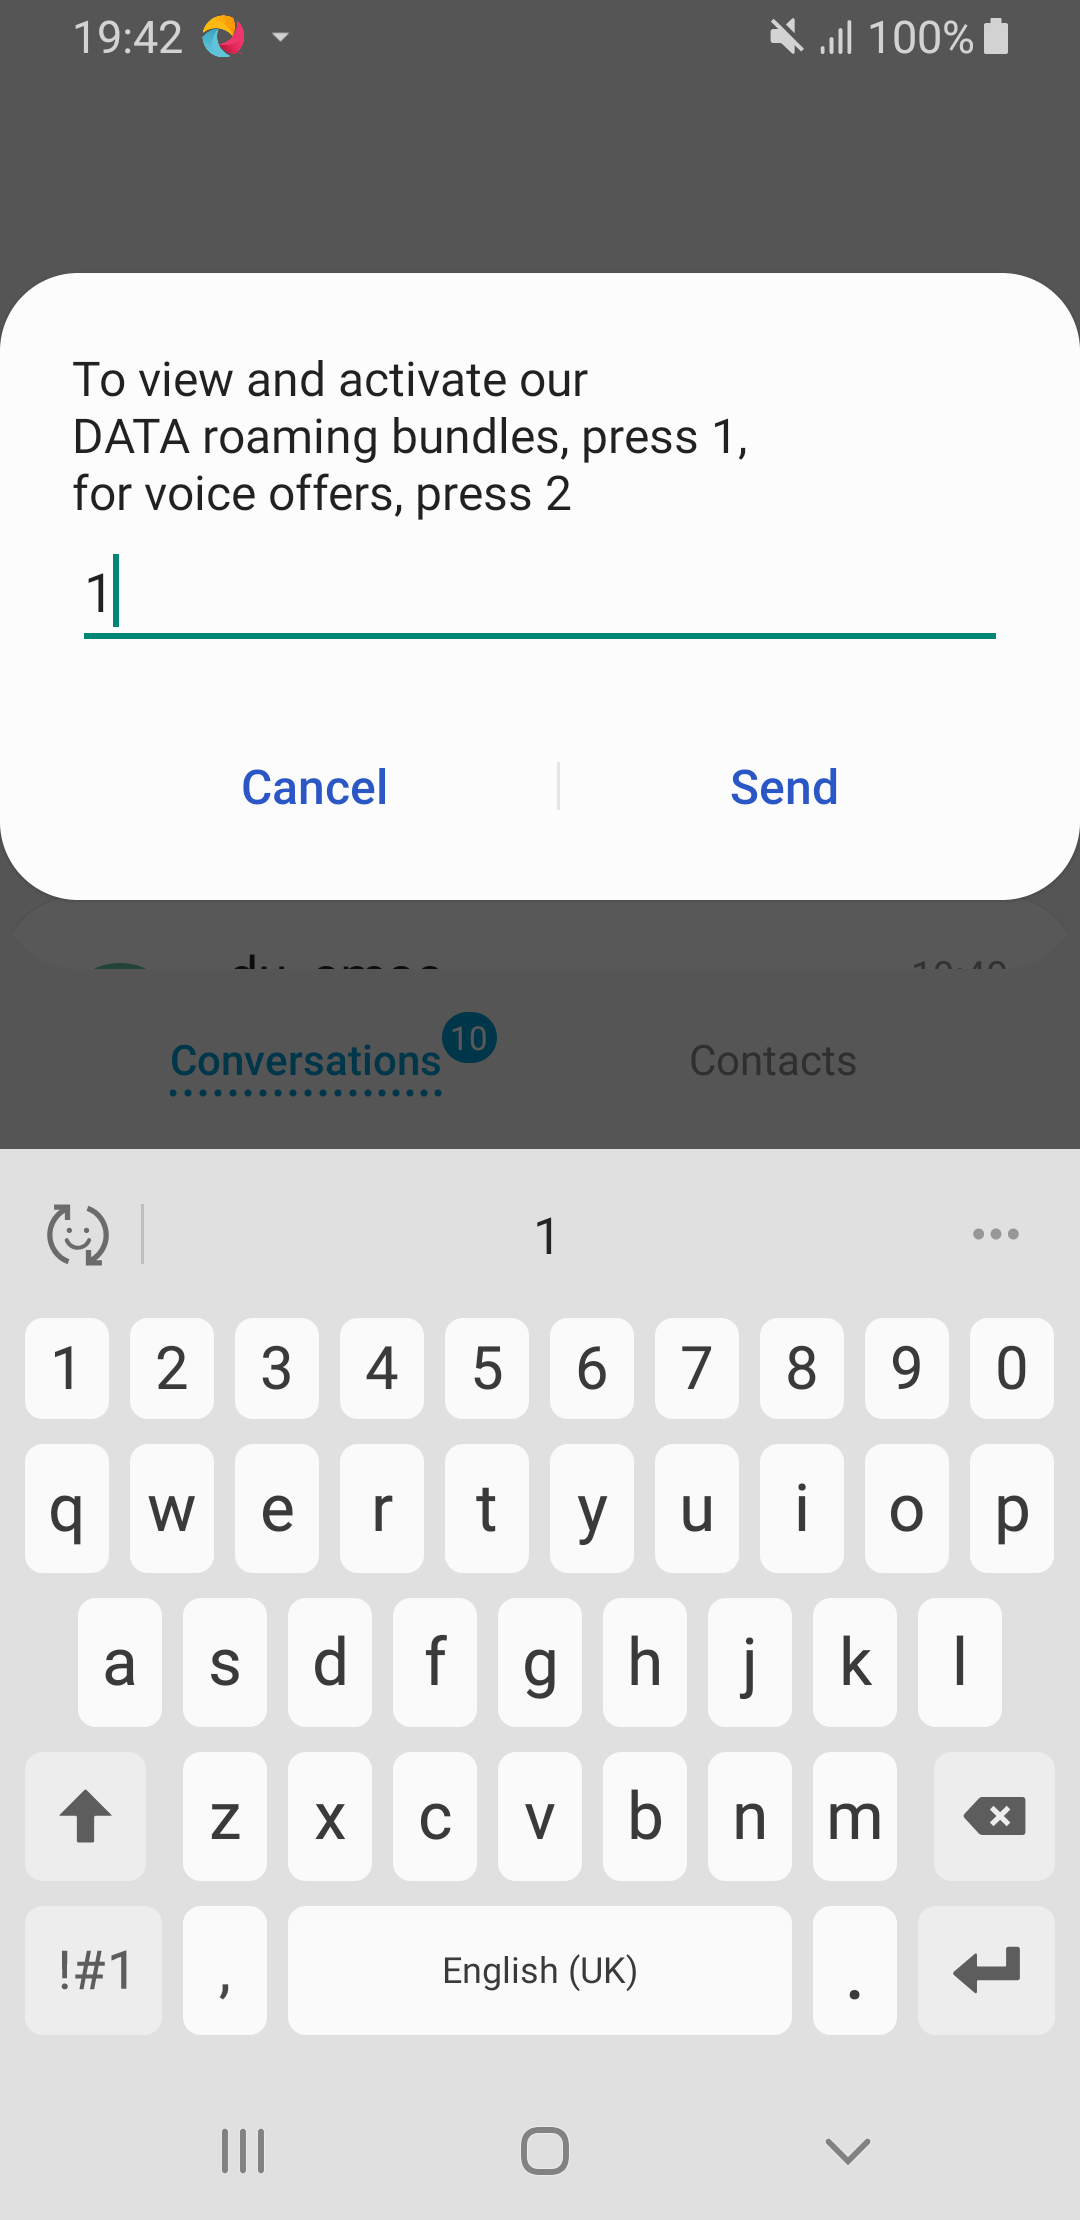 19:42 100%
To view and activate our
DATA roaming bundles, press 1,
for voice offers, press 2
1
Cancel Send
Conversations 10 Contacts
1
1 2 3 4 5 6 7 8 9 0
q w e r t y u i o p
a s d f g h j k l
z x c v b n m
!#1 , English (UK) .